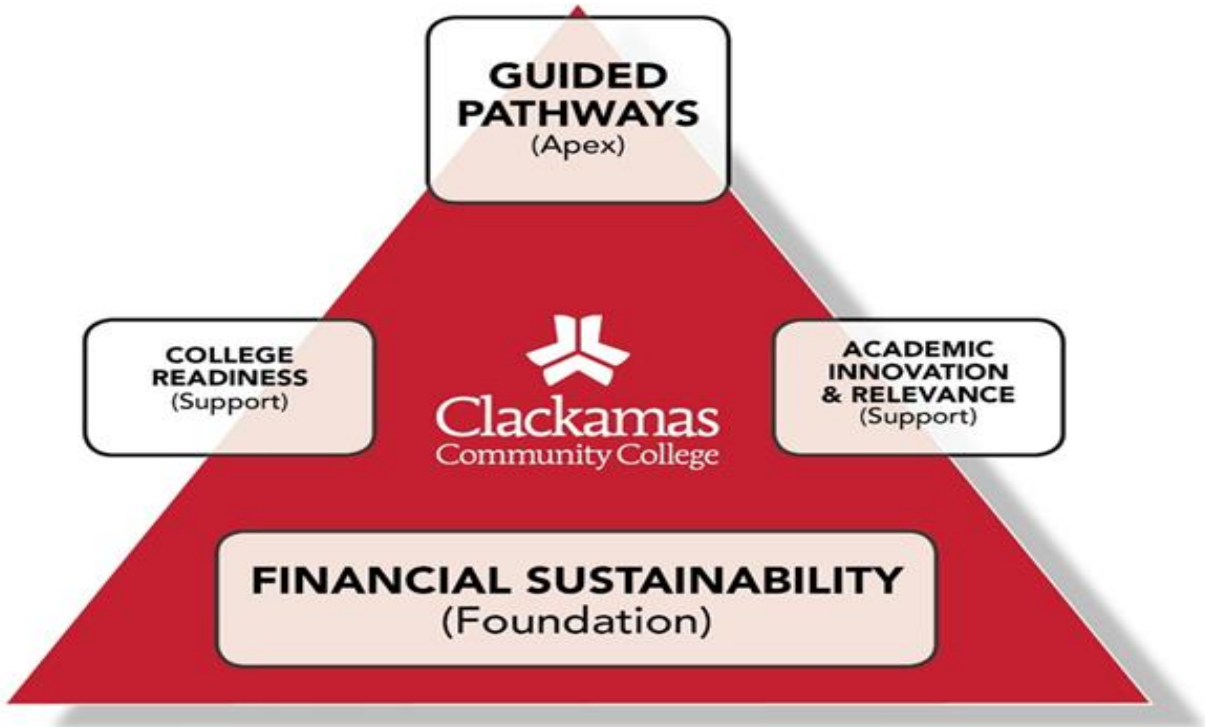 GUIDED
PATHWAYS
(Apex)
COLLEGE
READINESS
(Support)
ACADEMIC
INNOVATION
& RELEVANCE
(Support)
Clackamas
Community College
FINANCIAL SUSTAINABILITY
(Foundation)